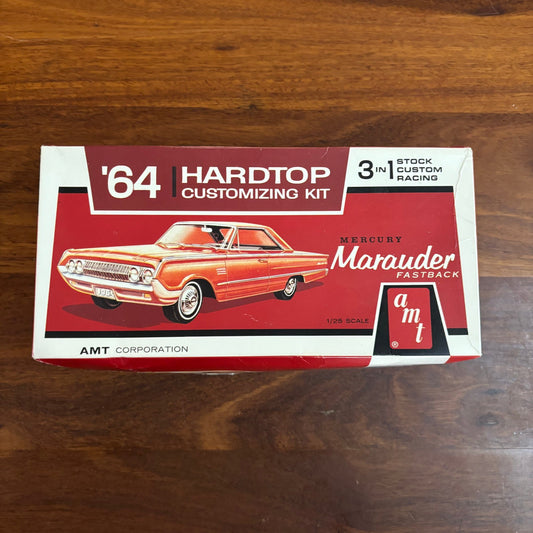 '64 HARDTOP
CUSTOMIZING KIT
3 IN 1 STOCK
CUSTOM
RACING
MERCURY
Marauder
FASTBACK
1/25 SCALE
amt
®
AMT CORPORATION